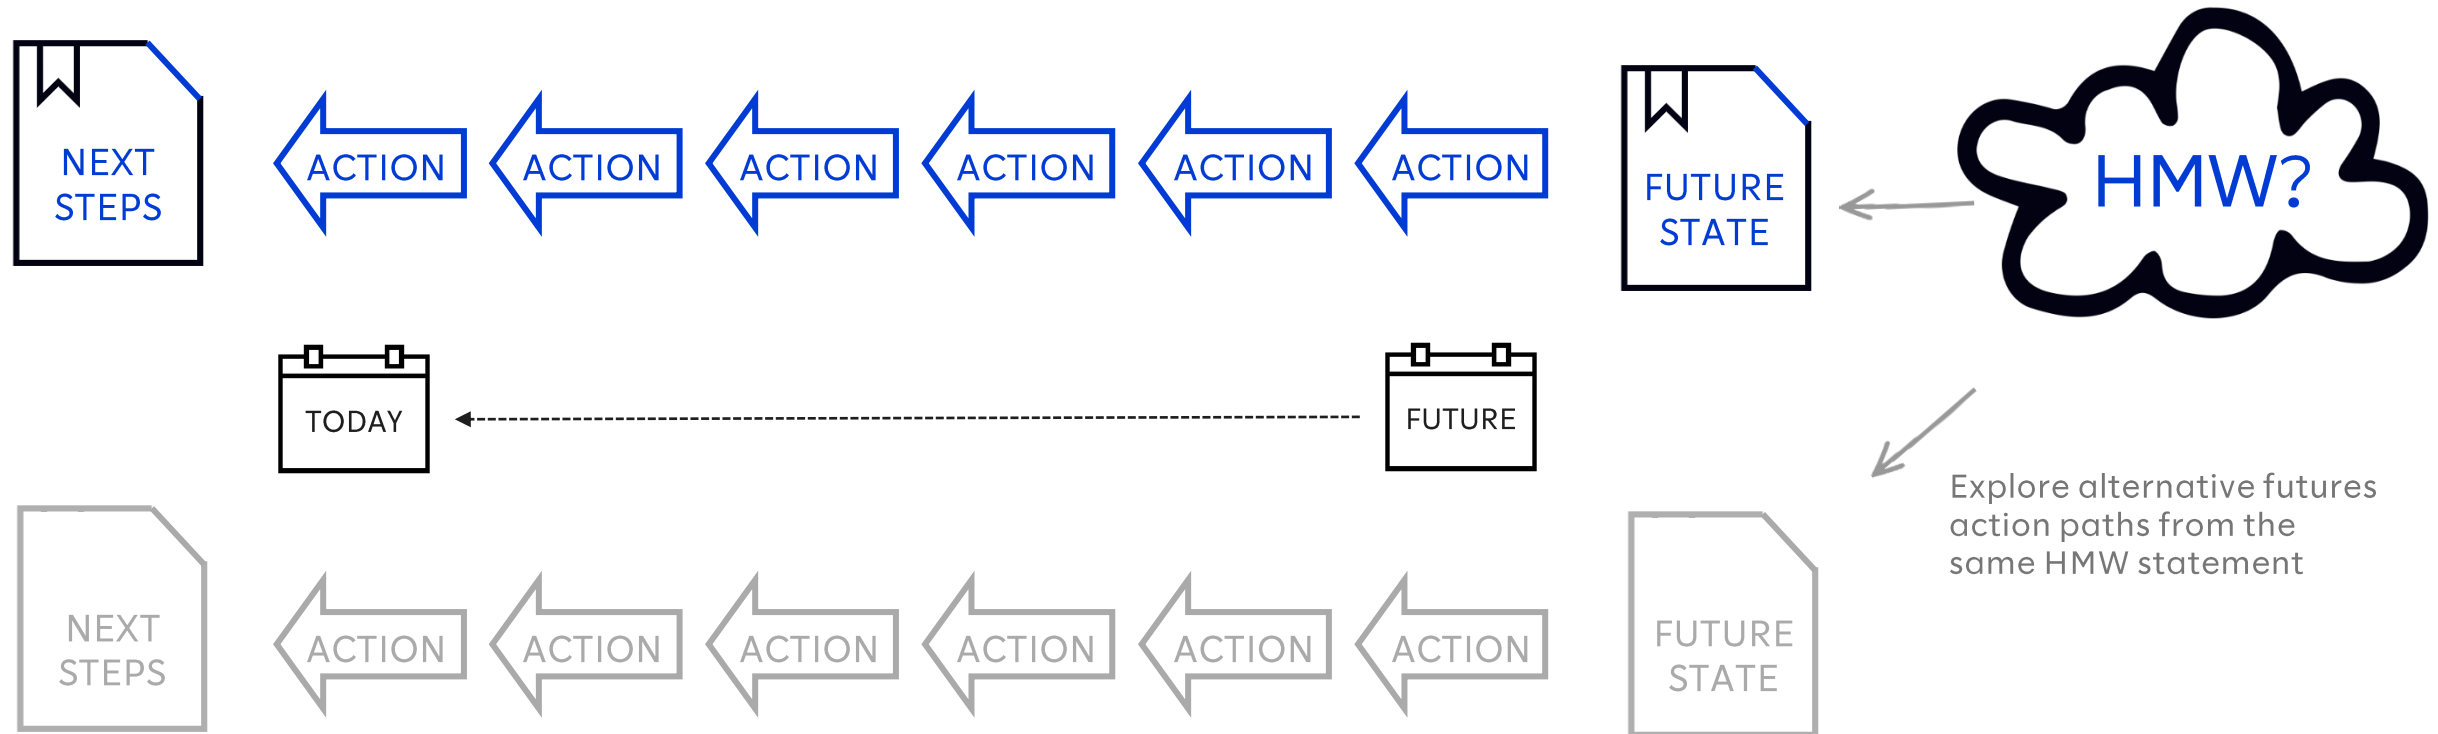 NEXT
STEPS
ACTION ACTION ACTION ACTION ACTION ACTION
FUTURE
STATE
HMW?
TODAY
FUTURE
Explore alternative futures
action paths from the
same HMW statement
NEXT
STEPS
ACTION ACTION ACTION ACTION ACTION ACTION
FUTURE
STATE